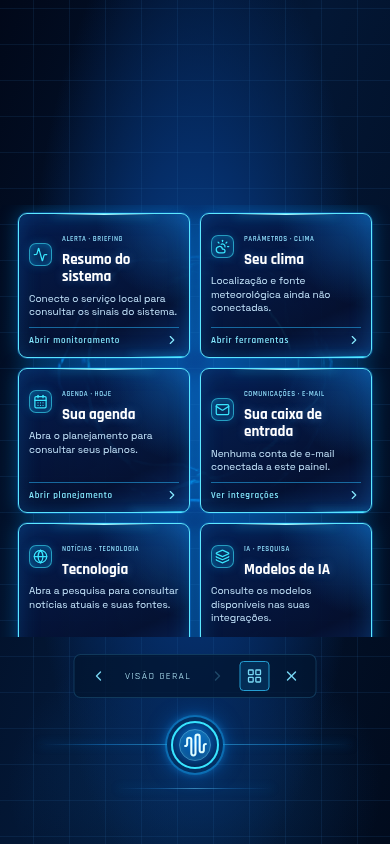 ALERTA · BRIEFING
Resumo do
sistema
Conecte o serviço local para
consultar os sinais do sistema.
Abrir monitoramento
PARÂMETROS · CLIMA
Seu clima
Localização e fonte
meteorológica ainda não
conectadas.
Abrir ferramentas
AGENDA · HOJE
Sua agenda
Abra o planejamento para
consultar seus planos.
Abrir planejamento
COMUNICAÇÕES · E-MAIL
Sua caixa de
entrada
Nenhuma conta de e-mail
conectada a este painel.
Ver integrações
NOTÍCIAS · TECNOLOGIA
Tecnologia
Abra a pesquisa para consultar
notícias atuais e suas fontes.
IA · PESQUISA
Modelos de IA
Consulte os modelos
disponíveis nas suas
integrações.
VISÃO GERAL